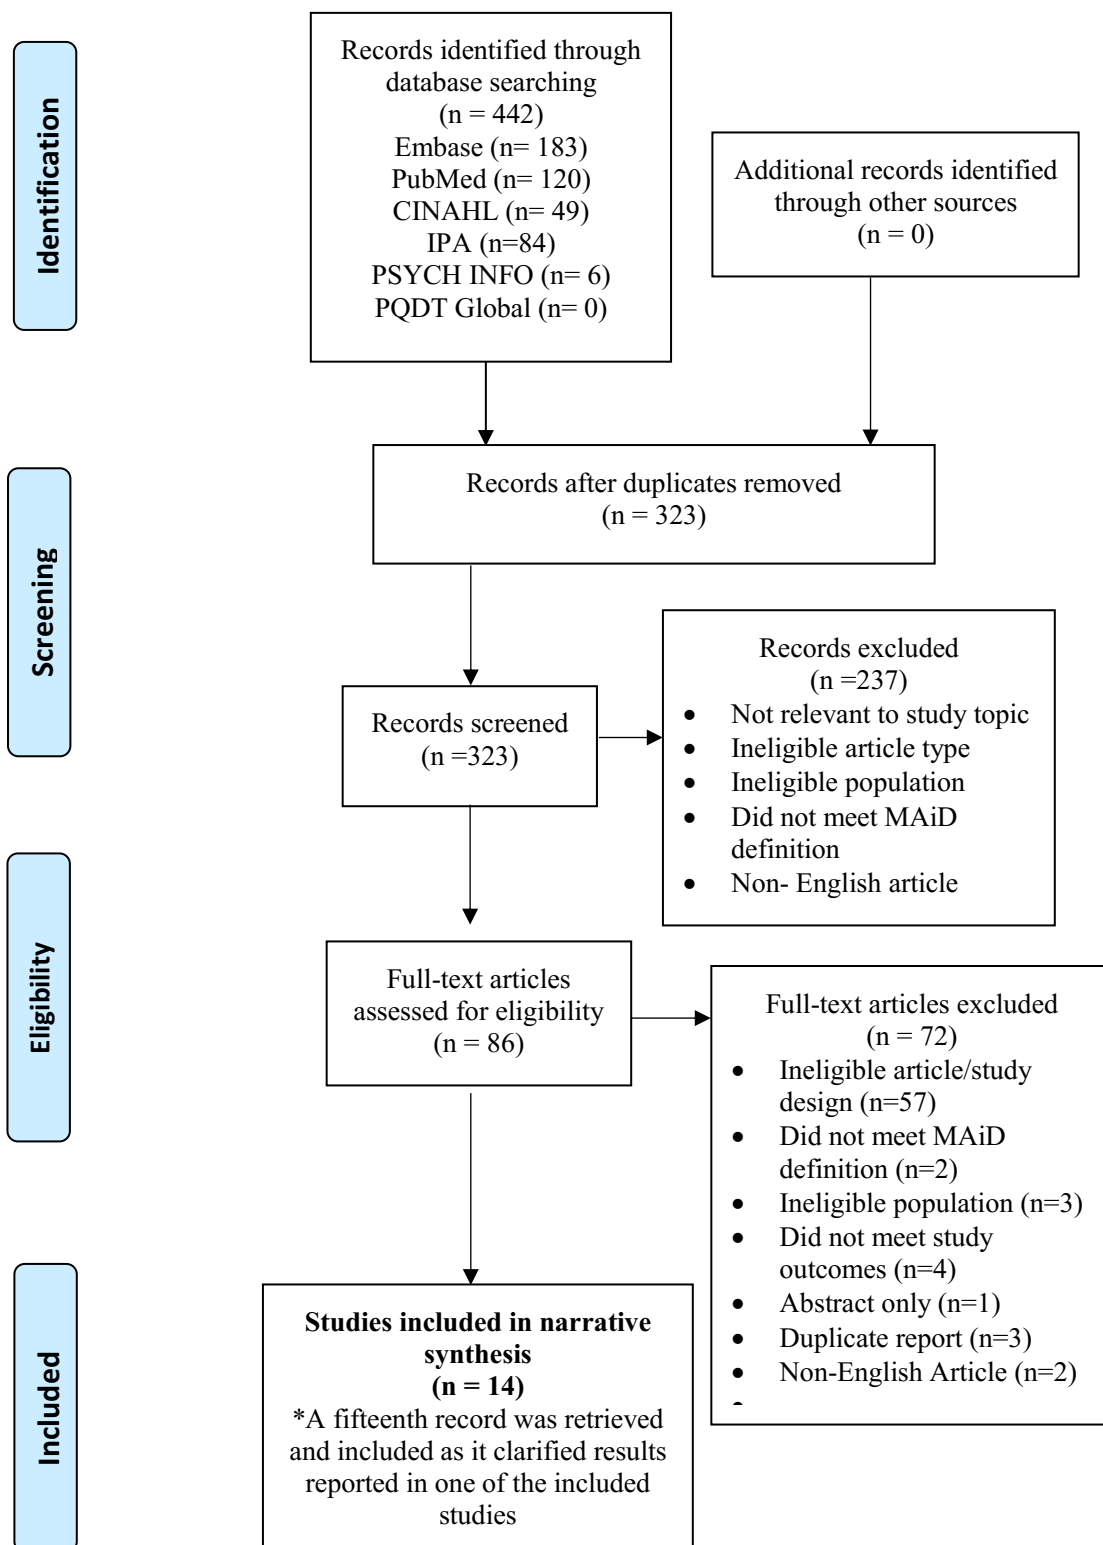 Identification
Records identified through
database searching
(n = 442)
Embase (n= 183)
PubMed (n= 120)
CINAHL (n= 49)
IPA (n=84)
PSYCH INFO (n= 6)
PQDT Global (n= 0)
Additional records identified
through other sources
(n = 0)
Screening
Records after duplicates removed
(n = 323)
Records screened
(n =323)
Records excluded
(n =237)
• Not relevant to study topic
• Ineligible article type
• Ineligible population
• Did not meet MAiD
definition
• Non- English article
Eligibility
Full-text articles
assessed for eligibility
(n = 86)
Full-text articles excluded
(n = 72)
• Ineligible article/study
design (n=57)
• Did not meet MAiD
definition (n=2)
• Ineligible population (n=3)
• Did not meet study
outcomes (n=4)
• Abstract only (n=1)
• Duplicate report (n=3)
• Non-English Article (n=2)
•
Included
Studies included in narrative
synthesis
(n = 14)
*A fifteenth record was retrieved
and included as it clarified results
reported in one of the included
studies